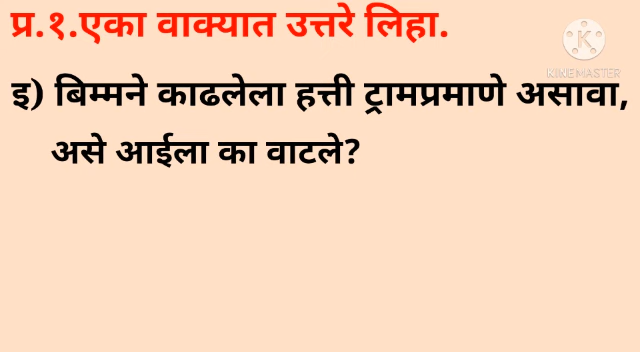 प्र.१.एका वाक्यात उत्तरे लिहा.
KINEMASTER
इ) बिम्मने काढलेला हत्ती ट्रामप्रमाणे असावा,
असे आईला का वाटले?